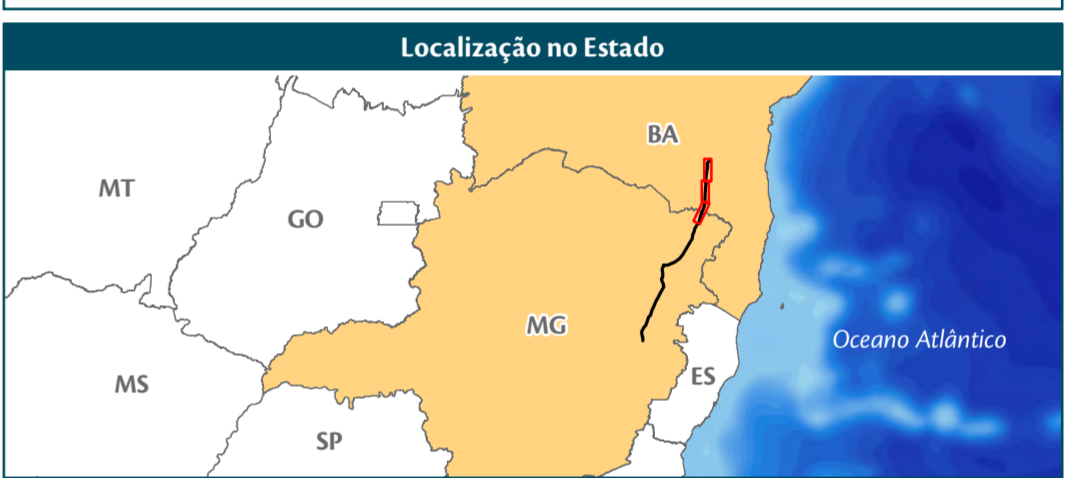 Localização no Estado
BA
MT
GO
MG
Oceano Atlântico
MS
ES
SP